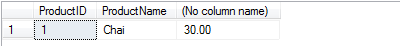 ProductID ProductName (No column name)
1 1 Chai 30.00